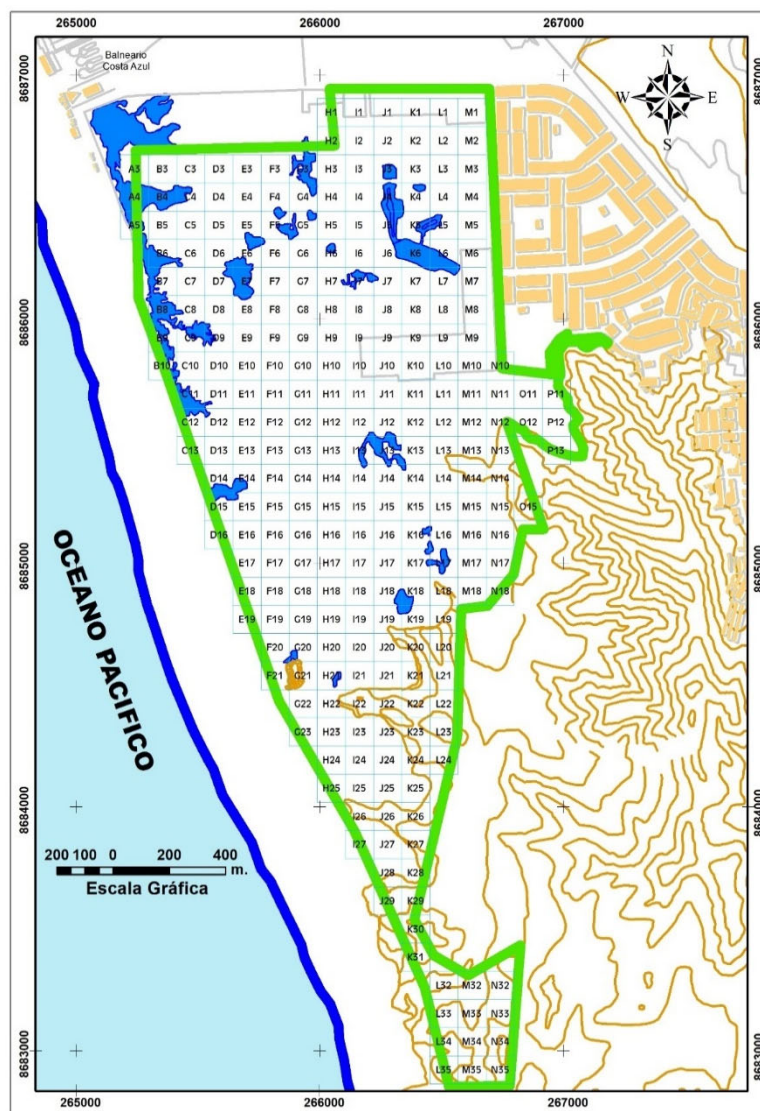 265000 266000 267000
Balneario
Costa Azul
8687000 N 8687000
W E
S
H1 I1 J1 K1 L1 M1
H2 I2 J2 K2 L2 M2
A3 B3 C3 D3 E3 F3 G3 H3 I3 J3 K3 L3 M3
A4 B4 C4 D4 E4 F4 G4 H4 I4 J4 K4 L4 M4
A5 B5 C5 D5 E5 F5 G5 H5 I5 J5 K5 L5 M5
B6 C6 D6 E6 F6 G6 H6 I6 J6 K6 L6 M6
B7 C7 D7 E7 F7 G7 H7 I7 J7 K7 L7 M7
8686000 B8 C8 D8 E8 F8 G8 H8 I8 J8 K8 L8 M8 8686000
B9 C9 D9 E9 F9 G9 H9 I9 J9 K9 L9 M9
B10 C10 D10 E10 F10 G10 H10 I10 J10 K10 L10 M10 N10
C11 D11 E11 F11 G11 H11 I11 J11 K11 L11 M11 N11 O11 P11
C12 D12 E12 F12 G12 H12 I12 J12 K12 L12 M12 N12 O12 P12
C13 D13 E13 F13 G13 H13 I13 J13 K13 L13 M13 N13 P13
D14 E14 F14 G14 H14 I14 J14 K14 L14 M14 N14
D15 E15 F15 G15 H15 I15 J15 K15 L15 M15 N15 O15
D16 E16 F16 G16 H16 I16 J16 K16 L16 M16 N16
8685000 E17 F17 G17 H17 I17 J17 K17 L17 M17 N17 8685000
E18 F18 G18 H18 I18 J18 K18 L18 M18 N18
E19 F19 G19 H19 I19 J19 K19 L19
F20 G20 H20 I20 J20 K20 L20
F21 G21 H21 I21 J21 K21 L21
G22 H22 I22 J22 K22 L22
G23 H23 I23 J23 K23 L23
H24 I24 J24 K24 L24
H25 I25 J25 K25
8684000 I26 J26 K26 8684000
I27 J27 K27
J28 K28
J29 K29
K30
K31
L32 M32 N32
L33 M33 N33
L34 M34 N34
L35 M35 N35
OCEANO PACIFICO
200 100 0 200 400 m.
Escala Gráfica
8683000 8683000
265000 266000 267000